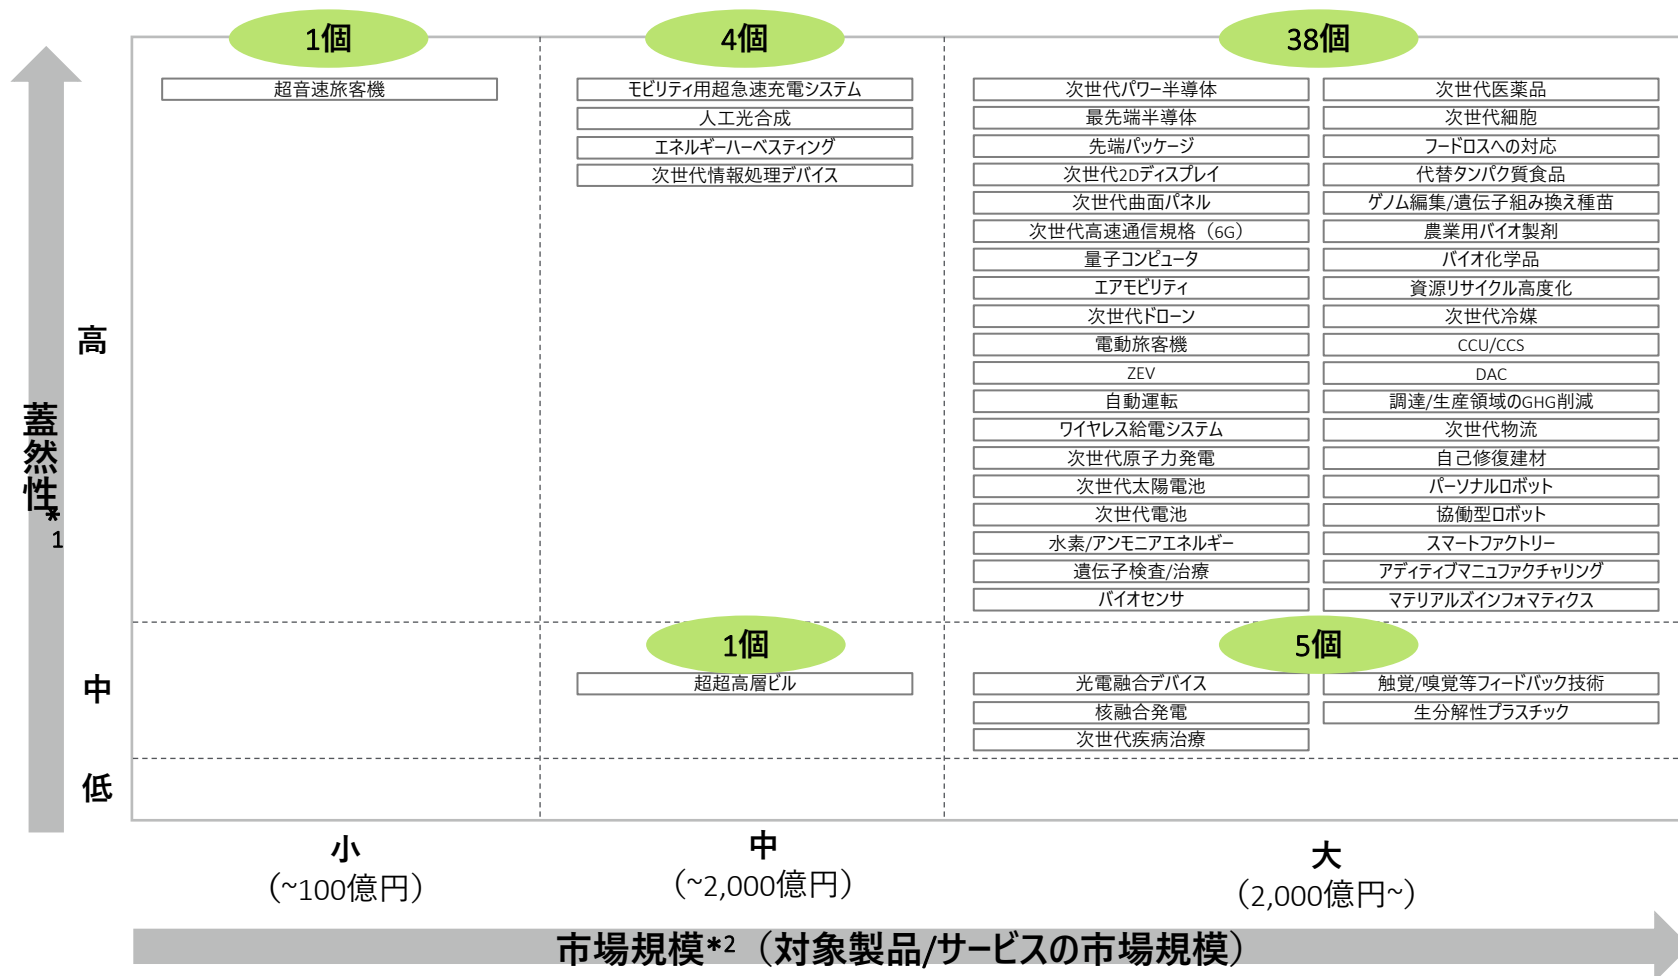 1個
4個
38個
超音速旅客機
モビリティ用超急速充電システム
人工光合成
エネルギーハーベスティング
次世代情報処理デバイス
次世代パワー半導体
最先端半導体
先端パッケージ
次世代2Dディスプレイ
次世代曲面パネル
次世代高速通信規格（6G）
量子コンピュータ
エアモビリティ
次世代ドローン
電動旅客機
ZEV
自動運転
ワイヤレス給電システム
次世代原子力発電
次世代太陽電池
次世代電池
水素/アンモニアエネルギー
遺伝子検査/治療
バイオセンサ
次世代医薬品
次世代細胞
フードロスへの対応
代替タンパク質食品
ゲノム編集/遺伝子組み換え種苗
農業用バイオ製剤
バイオ化学品
資源リサイクル高度化
次世代冷媒
CCU/CCS
DAC
調達/生産領域のGHG削減
次世代物流
自己修復建材
パーソナルロボット
協働型ロボット
スマートファクトリー
アディティブマニュファクチャリング
マテリアルズインフォマティクス
高
蓋然性*1
1個
5個
超超高層ビル
光電融合デバイス
核融合発電
次世代疾病治療
触覚/嗅覚等フィードバック技術
生分解性プラスチック
中
低
小
（~100億円）
中
（~2,000億円）
大
（2,000億円~）
市場規模*2（対象製品/サービスの市場規模）